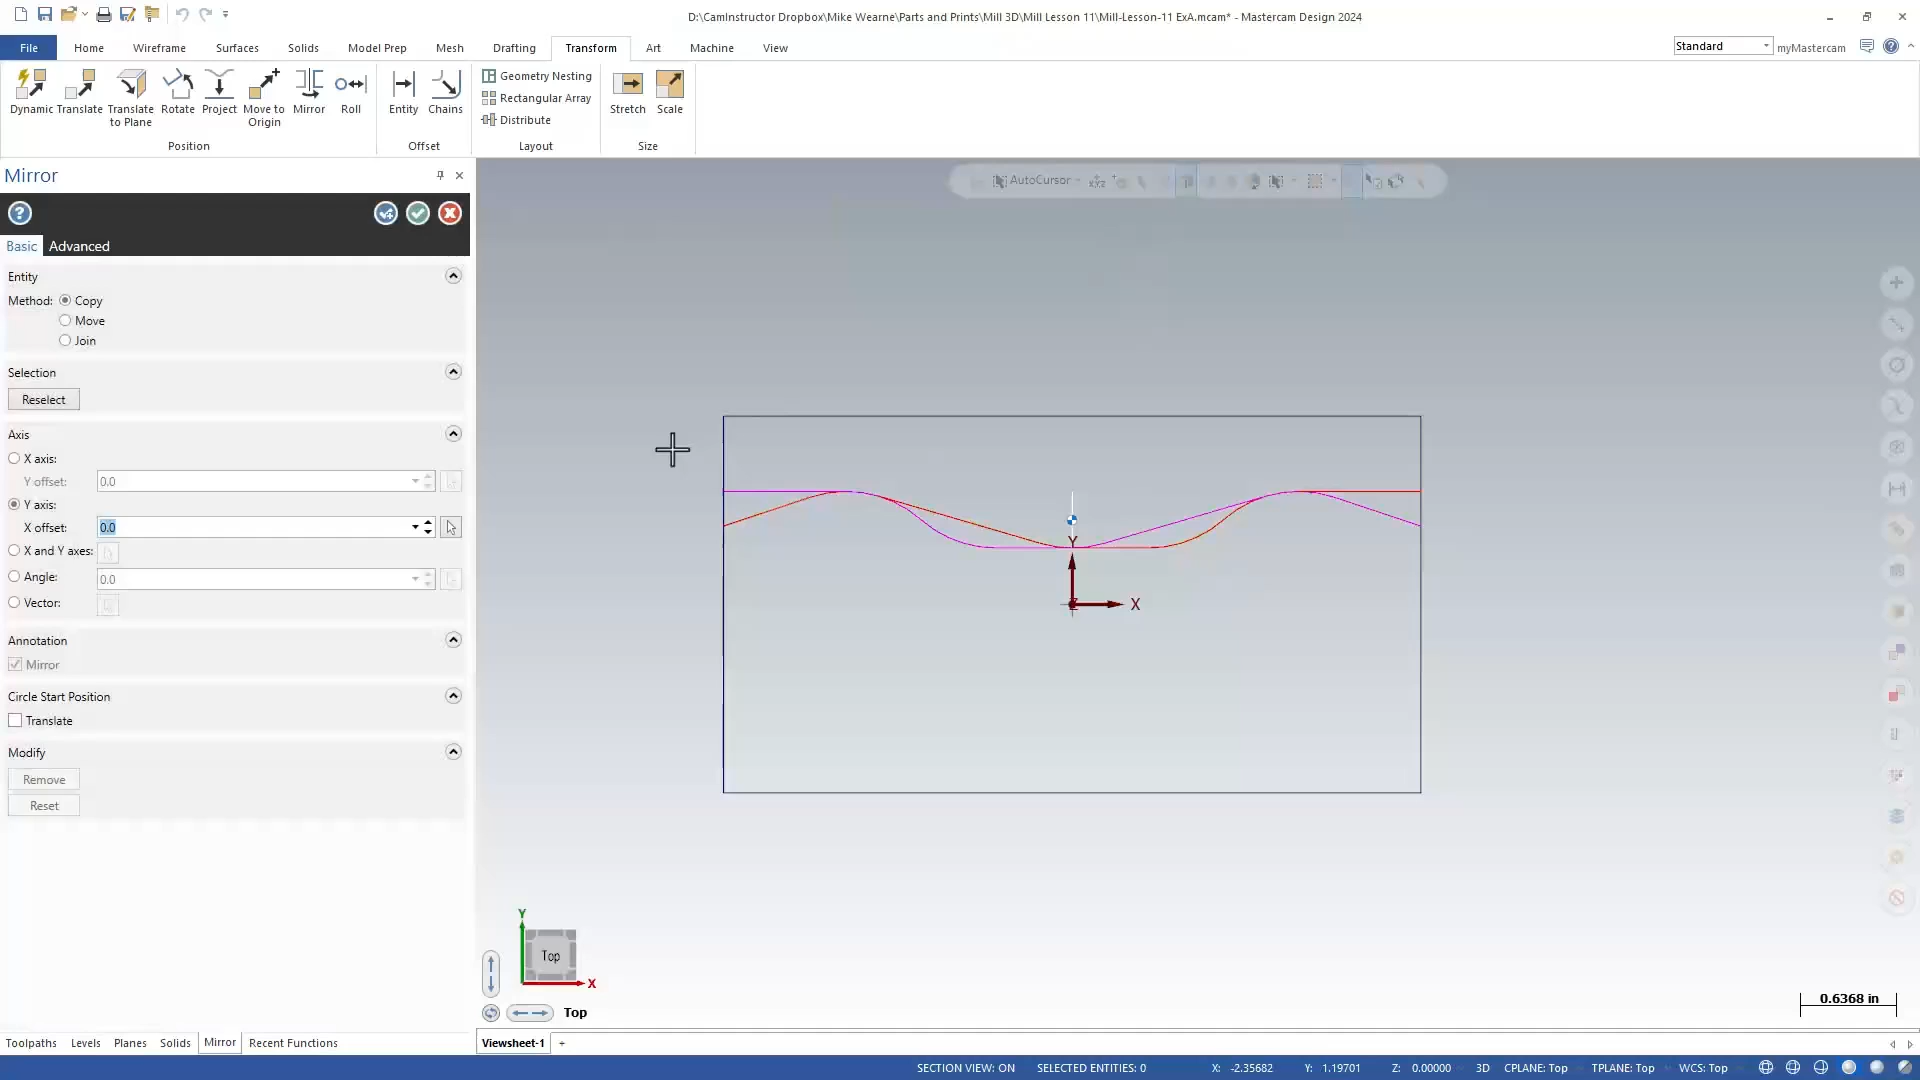 D:\CamInstructor Dropbox\Mike Wearne\Parts and Prints\Mill 3D\Mill Lesson 11\Mill-Lesson-11 ExA.mcam* - Mastercam Design 2024
File Home Wireframe Surfaces Solids Model Prep Mesh Drafting Transform Art Machine View
Standard myMastercam
Dynamic Translate Translate to Plane Rotate Project Move to Origin Mirror Roll
Position
Entity Chains
Offset
Geometry Nesting
Rectangular Array
Distribute
Layout
Stretch Scale
Size
Mirror
Basic Advanced
Entity
Method: Copy
Move
Join
Selection
Reselect
Axis
X axis:
Y offset: 0.0
Y axis:
X offset: 0.0
X and Y axes:
Angle: 0.0
Vector:
Annotation
Mirror
Circle Start Position
Translate
Modify
Remove
Reset
AutoCursor
Y
X
Z
Y
Top
X
Top
0.6368 in
Toolpaths Levels Planes Solids Mirror Recent Functions
Viewsheet-1 +
SECTION VIEW: ON SELECTED ENTITIES: 0 X: -2.35682 Y: 1.19701 Z: 0.00000 3D CPLANE: Top TPLANE: Top WCS: Top